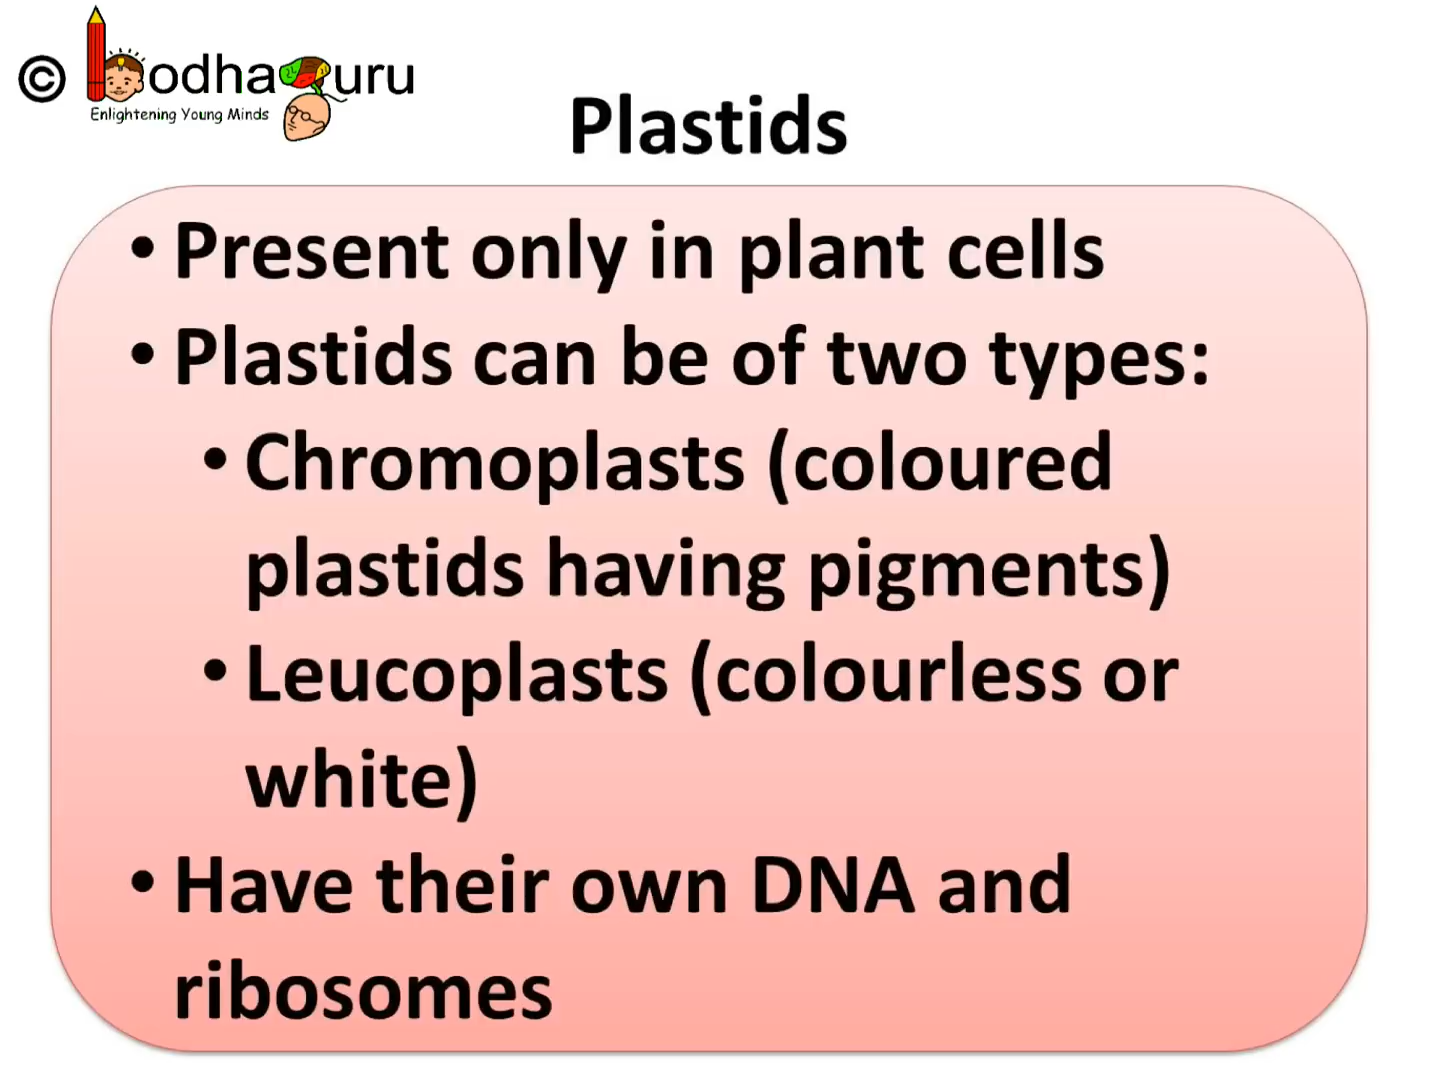 © BodhaGuru
Enlightening Young Minds
Plastids
• Present only in plant cells
• Plastids can be of two types:
• Chromoplasts (coloured
plastids having pigments)
• Leucoplasts (colourless or
white)
• Have their own DNA and
ribosomes